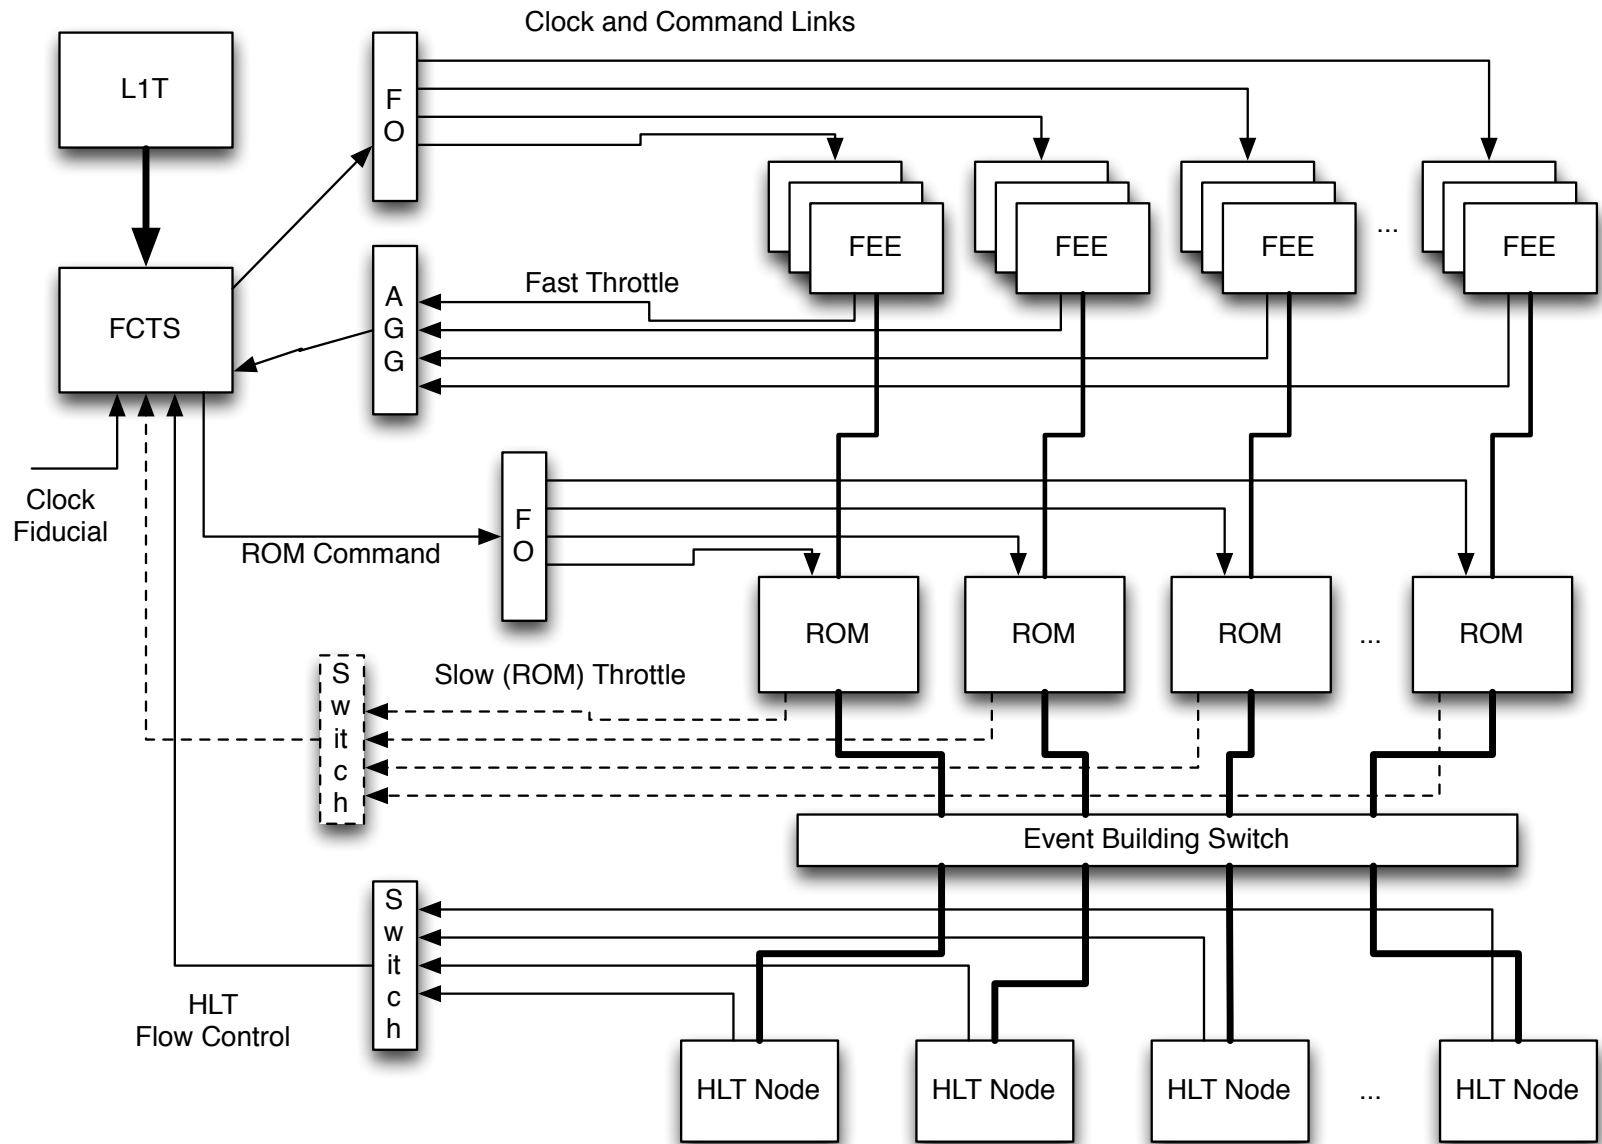 Clock and Command Links
L1T
F
O
FEE
FEE
FEE
...
FEE
Fast Throttle
A
G
G
FCTS
Clock
Fiducial
ROM Command
F
O
ROM
ROM
ROM
...
ROM
Slow (ROM) Throttle
S
w
it
c
h
Event Building Switch
S
w
it
c
h
HLT
Flow Control
HLT Node
HLT Node
HLT Node
...
HLT Node